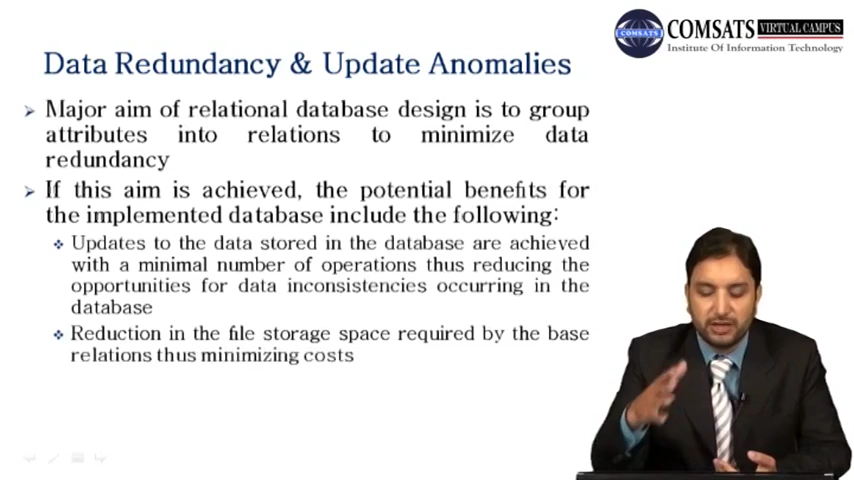 COMSATS
COMSATS VIRTUAL CAMPUS
Institute Of Information Technology
Data Redundancy & Update Anomalies
Major aim of relational database design is to group
attributes into relations to minimize data
redundancy
If this aim is achieved, the potential benefits for
the implemented database include the following:
Updates to the data stored in the database are achieved
with a minimal number of operations thus reducing the
opportunities for data inconsistencies occurring in the
database
Reduction in the file storage space required by the base
relations thus minimizing costs